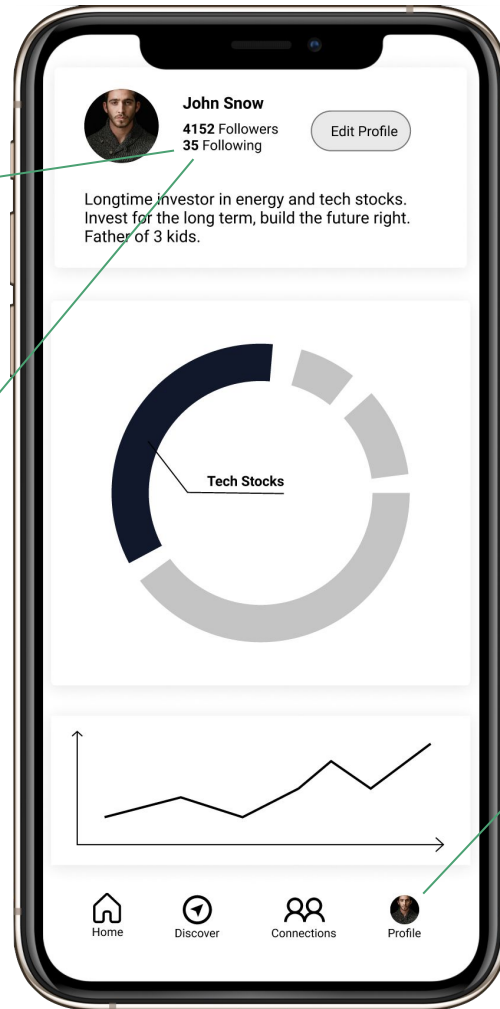 John Snow
4152 Followers
35 Following
Edit Profile
Longtime investor in energy and tech stocks.
Invest for the long term, build the future right.
Father of 3 kids.
Tech Stocks
Home
Discover
Connections
Profile